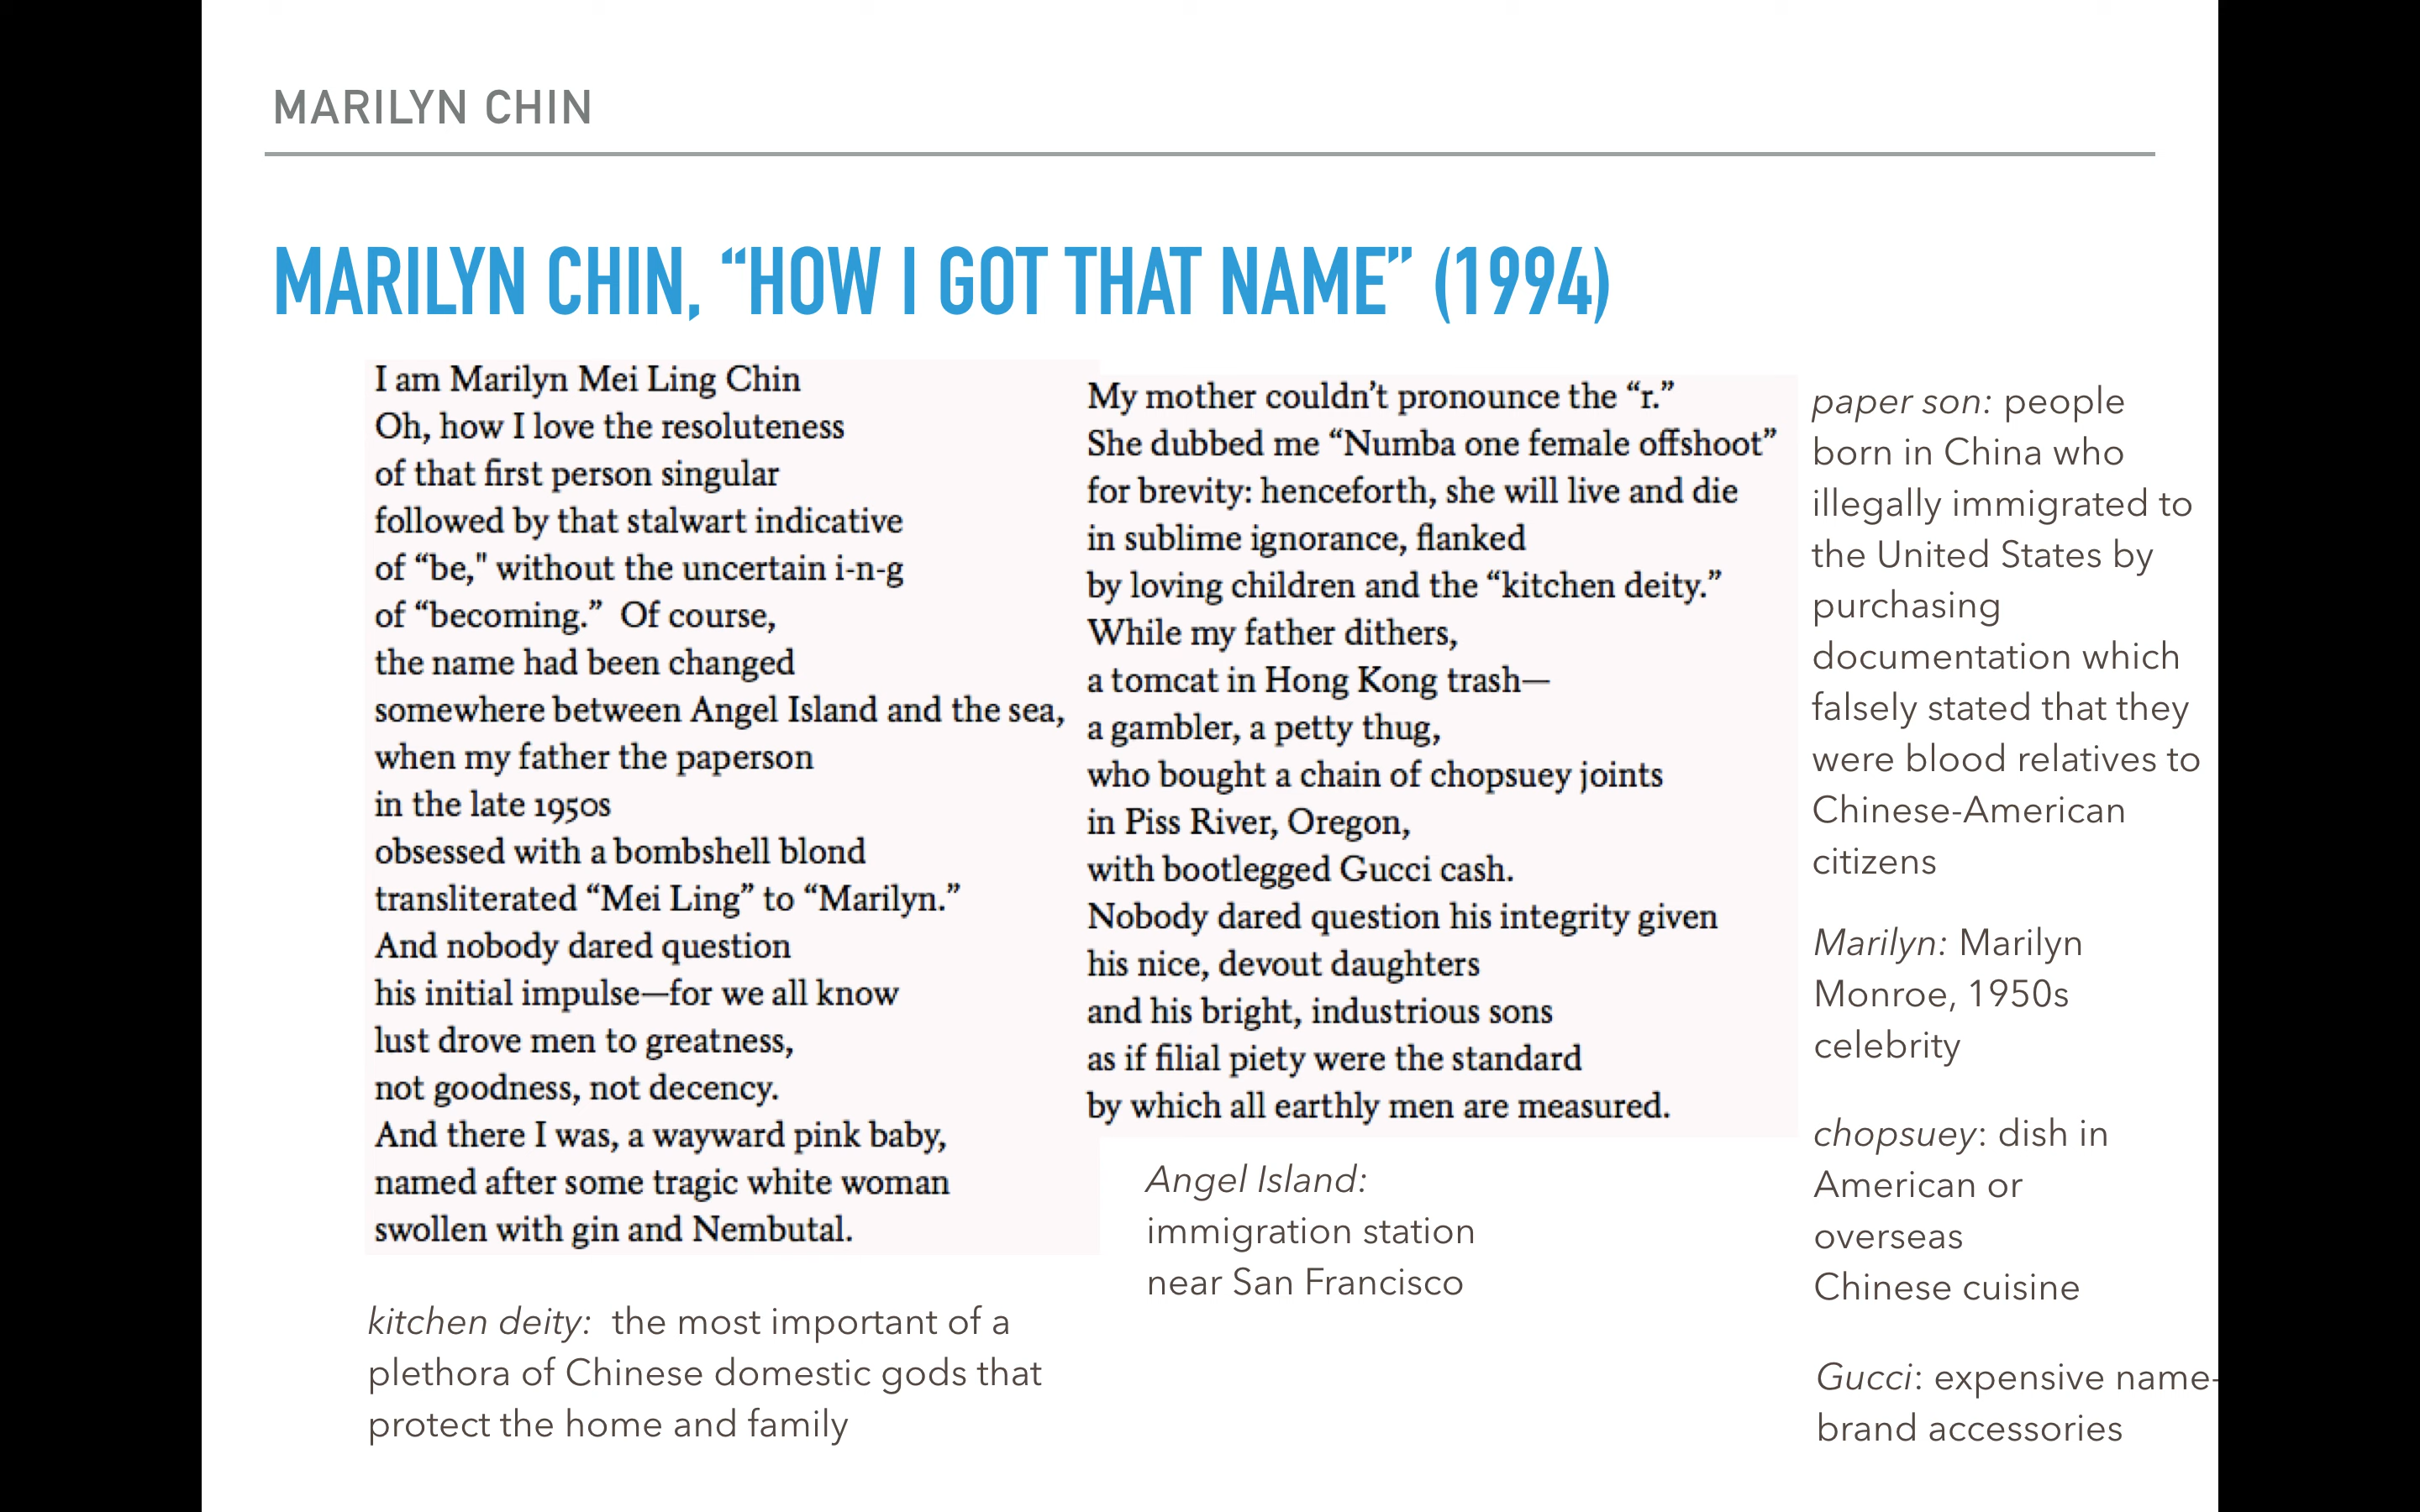 MARILYN CHIN
MARILYN CHIN, “HOW I GOT THAT NAME” (1994)
I am Marilyn Mei Ling Chin
Oh, how I love the resoluteness
of that first person singular
followed by that stalwart indicative
of “be," without the uncertain i-n-g
of “becoming.”  Of course,
the name had been changed
somewhere between Angel Island and the sea,
when my father the paperson
in the late 1950s
obsessed with a bombshell blond
transliterated “Mei Ling” to “Marilyn.”
And nobody dared question
his initial impulse—for we all know
lust drove men to greatness,
not goodness, not decency.
And there I was, a wayward pink baby,
named after some tragic white woman
swollen with gin and Nembutal.
My mother couldn’t pronounce the “r.”
She dubbed me “Numba one female offshoot”
for brevity: henceforth, she will live and die
in sublime ignorance, flanked
by loving children and the “kitchen deity.”
While my father dithers,
a tomcat in Hong Kong trash—
a gambler, a petty thug,
who bought a chain of chopsuey joints
in Piss River, Oregon,
with bootlegged Gucci cash.
Nobody dared question his integrity given
his nice, devout daughters
and his bright, industrious sons
as if filial piety were the standard
by which all earthly men are measured.
paper son: people
born in China who
illegally immigrated to
the United States by
purchasing
documentation which
falsely stated that they
were blood relatives to
Chinese-American
citizens
Marilyn: Marilyn
Monroe, 1950s
celebrity
chopsuey: dish in
American or
overseas
Chinese cuisine
Gucci: expensive name-
brand accessories
Angel Island:
immigration station
near San Francisco
kitchen deity:  the most important of a
plethora of Chinese domestic gods that
protect the home and family